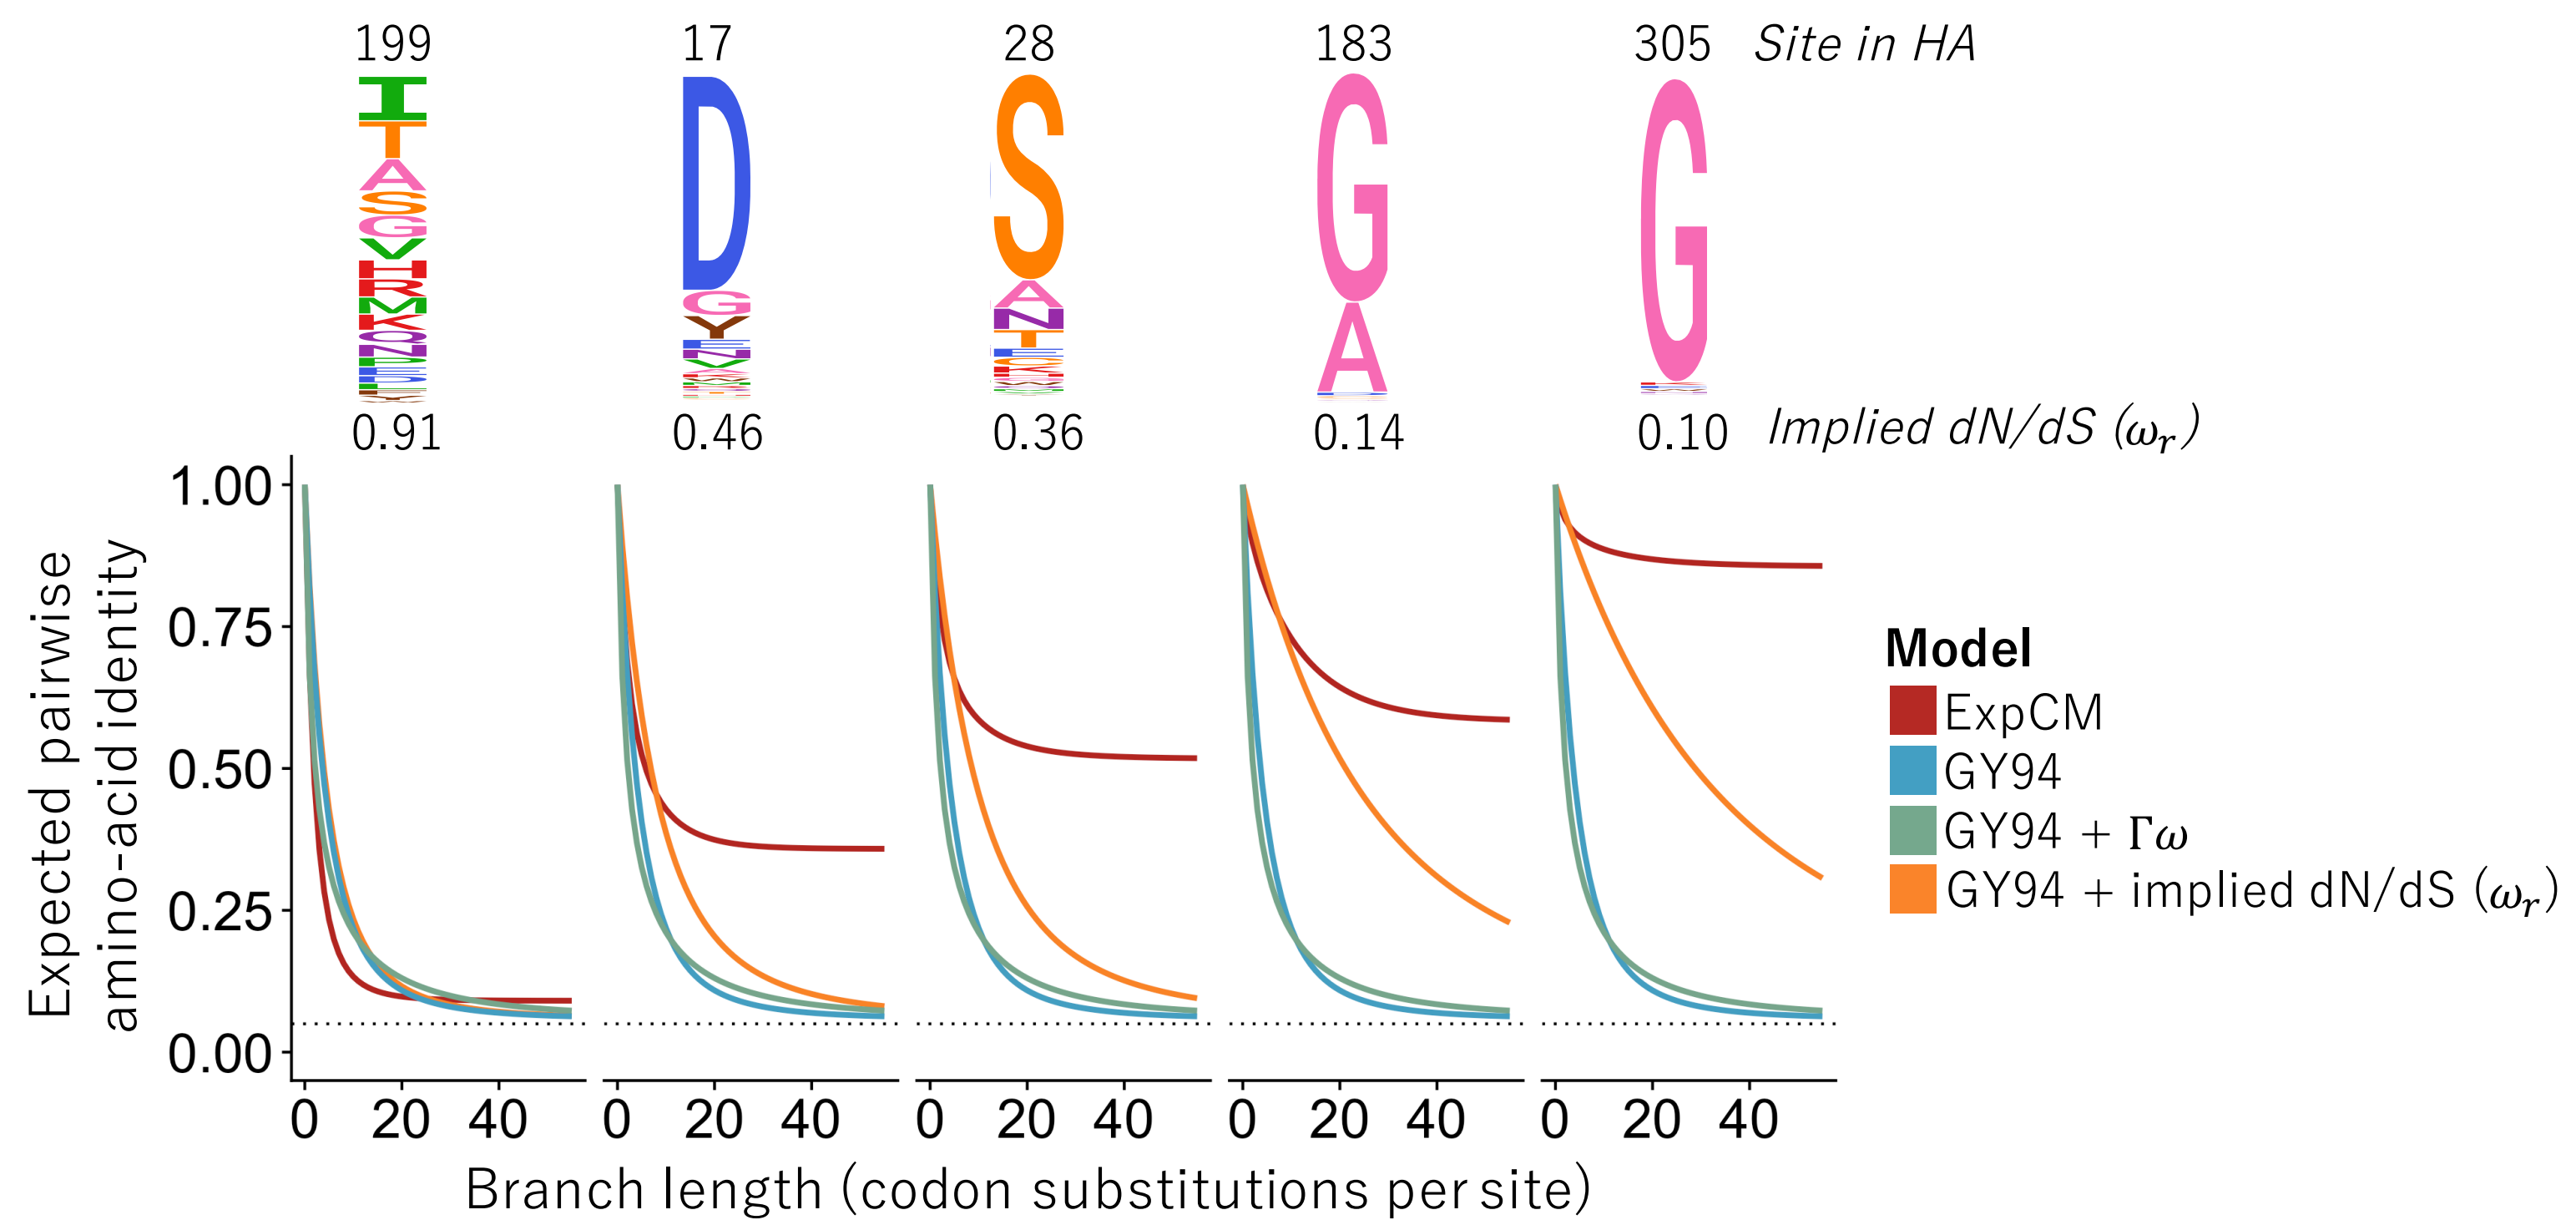 199 17 28 183 305 Site in HA
I D S G G
T G A A
A Y N
S E T
G N E
V V
H
R
M
K
Q
N
P
E
D
L
0.91 0.46 0.36 0.14 0.10 Implied dN/dS (ωr)
1.00
0.75
0.50
0.25
0.00
Expected pairwise
amino-acid identity
0 20 40 0 20 40 0 20 40 0 20 40 0 20 40
Branch length (codon substitutions per site)
Model
ExpCM
GY94
GY94 + Γω
GY94 + implied dN/dS (ωr)